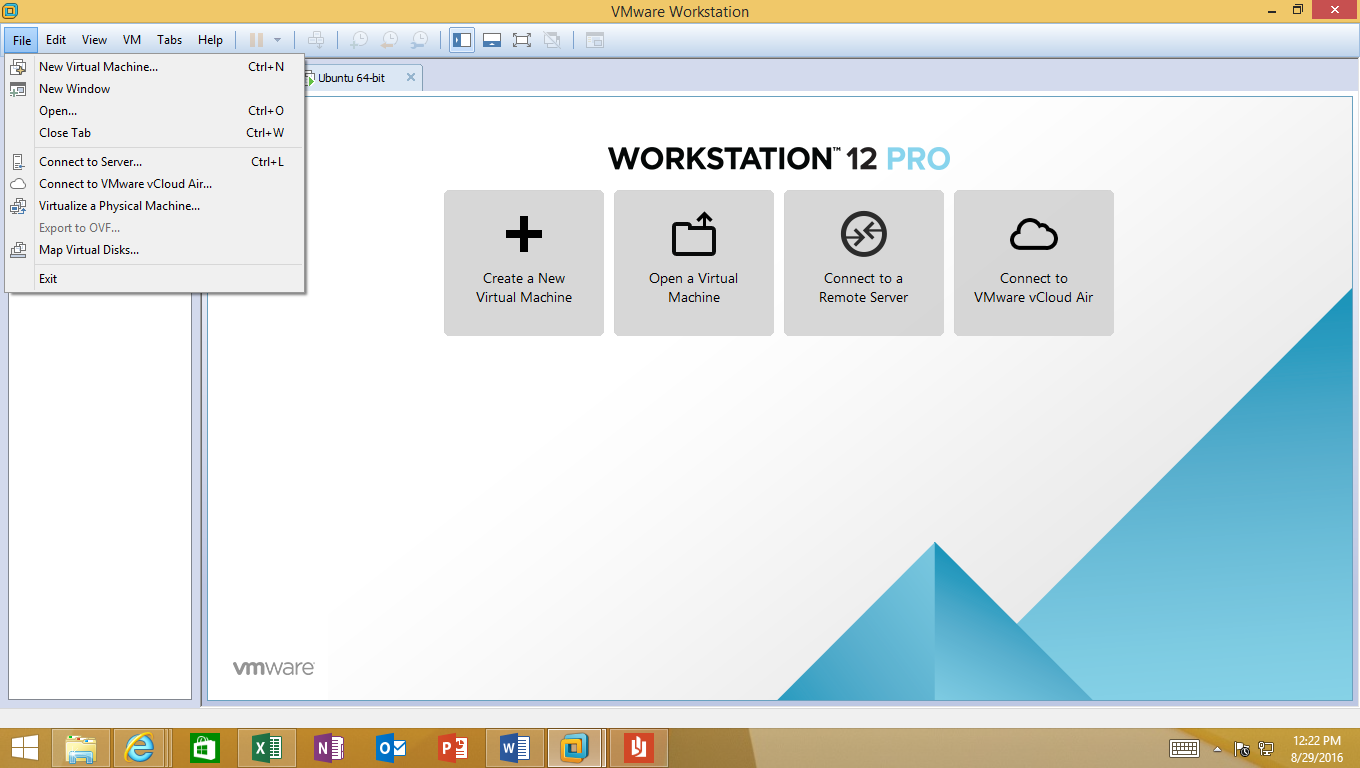 VMware Workstation
File Edit View VM Tabs Help
New Virtual Machine... Ctrl+N
New Window
Open... Ctrl+O
Close Tab Ctrl+W
Connect to Server... Ctrl+L
Connect to VMware vCloud Air...
Virtualize a Physical Machine...
Export to OVF...
Map Virtual Disks...
Exit
Ubuntu 64-bit
WORKSTATION™ 12 PRO
Create a New
Virtual Machine
Open a Virtual
Machine
Connect to a
Remote Server
Connect to
VMware vCloud Air
vmware
12:22 PM
8/29/2016